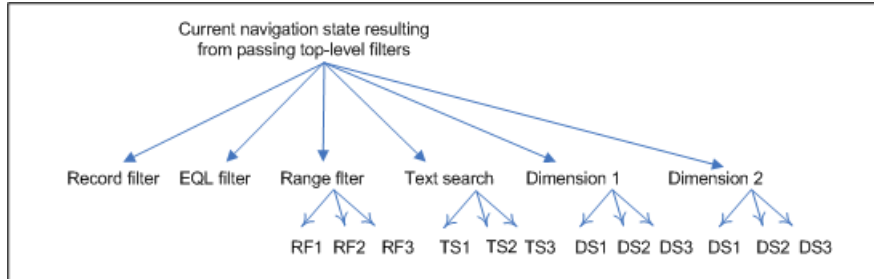 Current navigation state resulting
from passing top-level filters
Record filter EQL filter Range flter Text search Dimension 1 Dimension 2
RF1 RF2 RF3 TS1 TS2 TS3 DS1 DS2 DS3 DS1 DS2 DS3